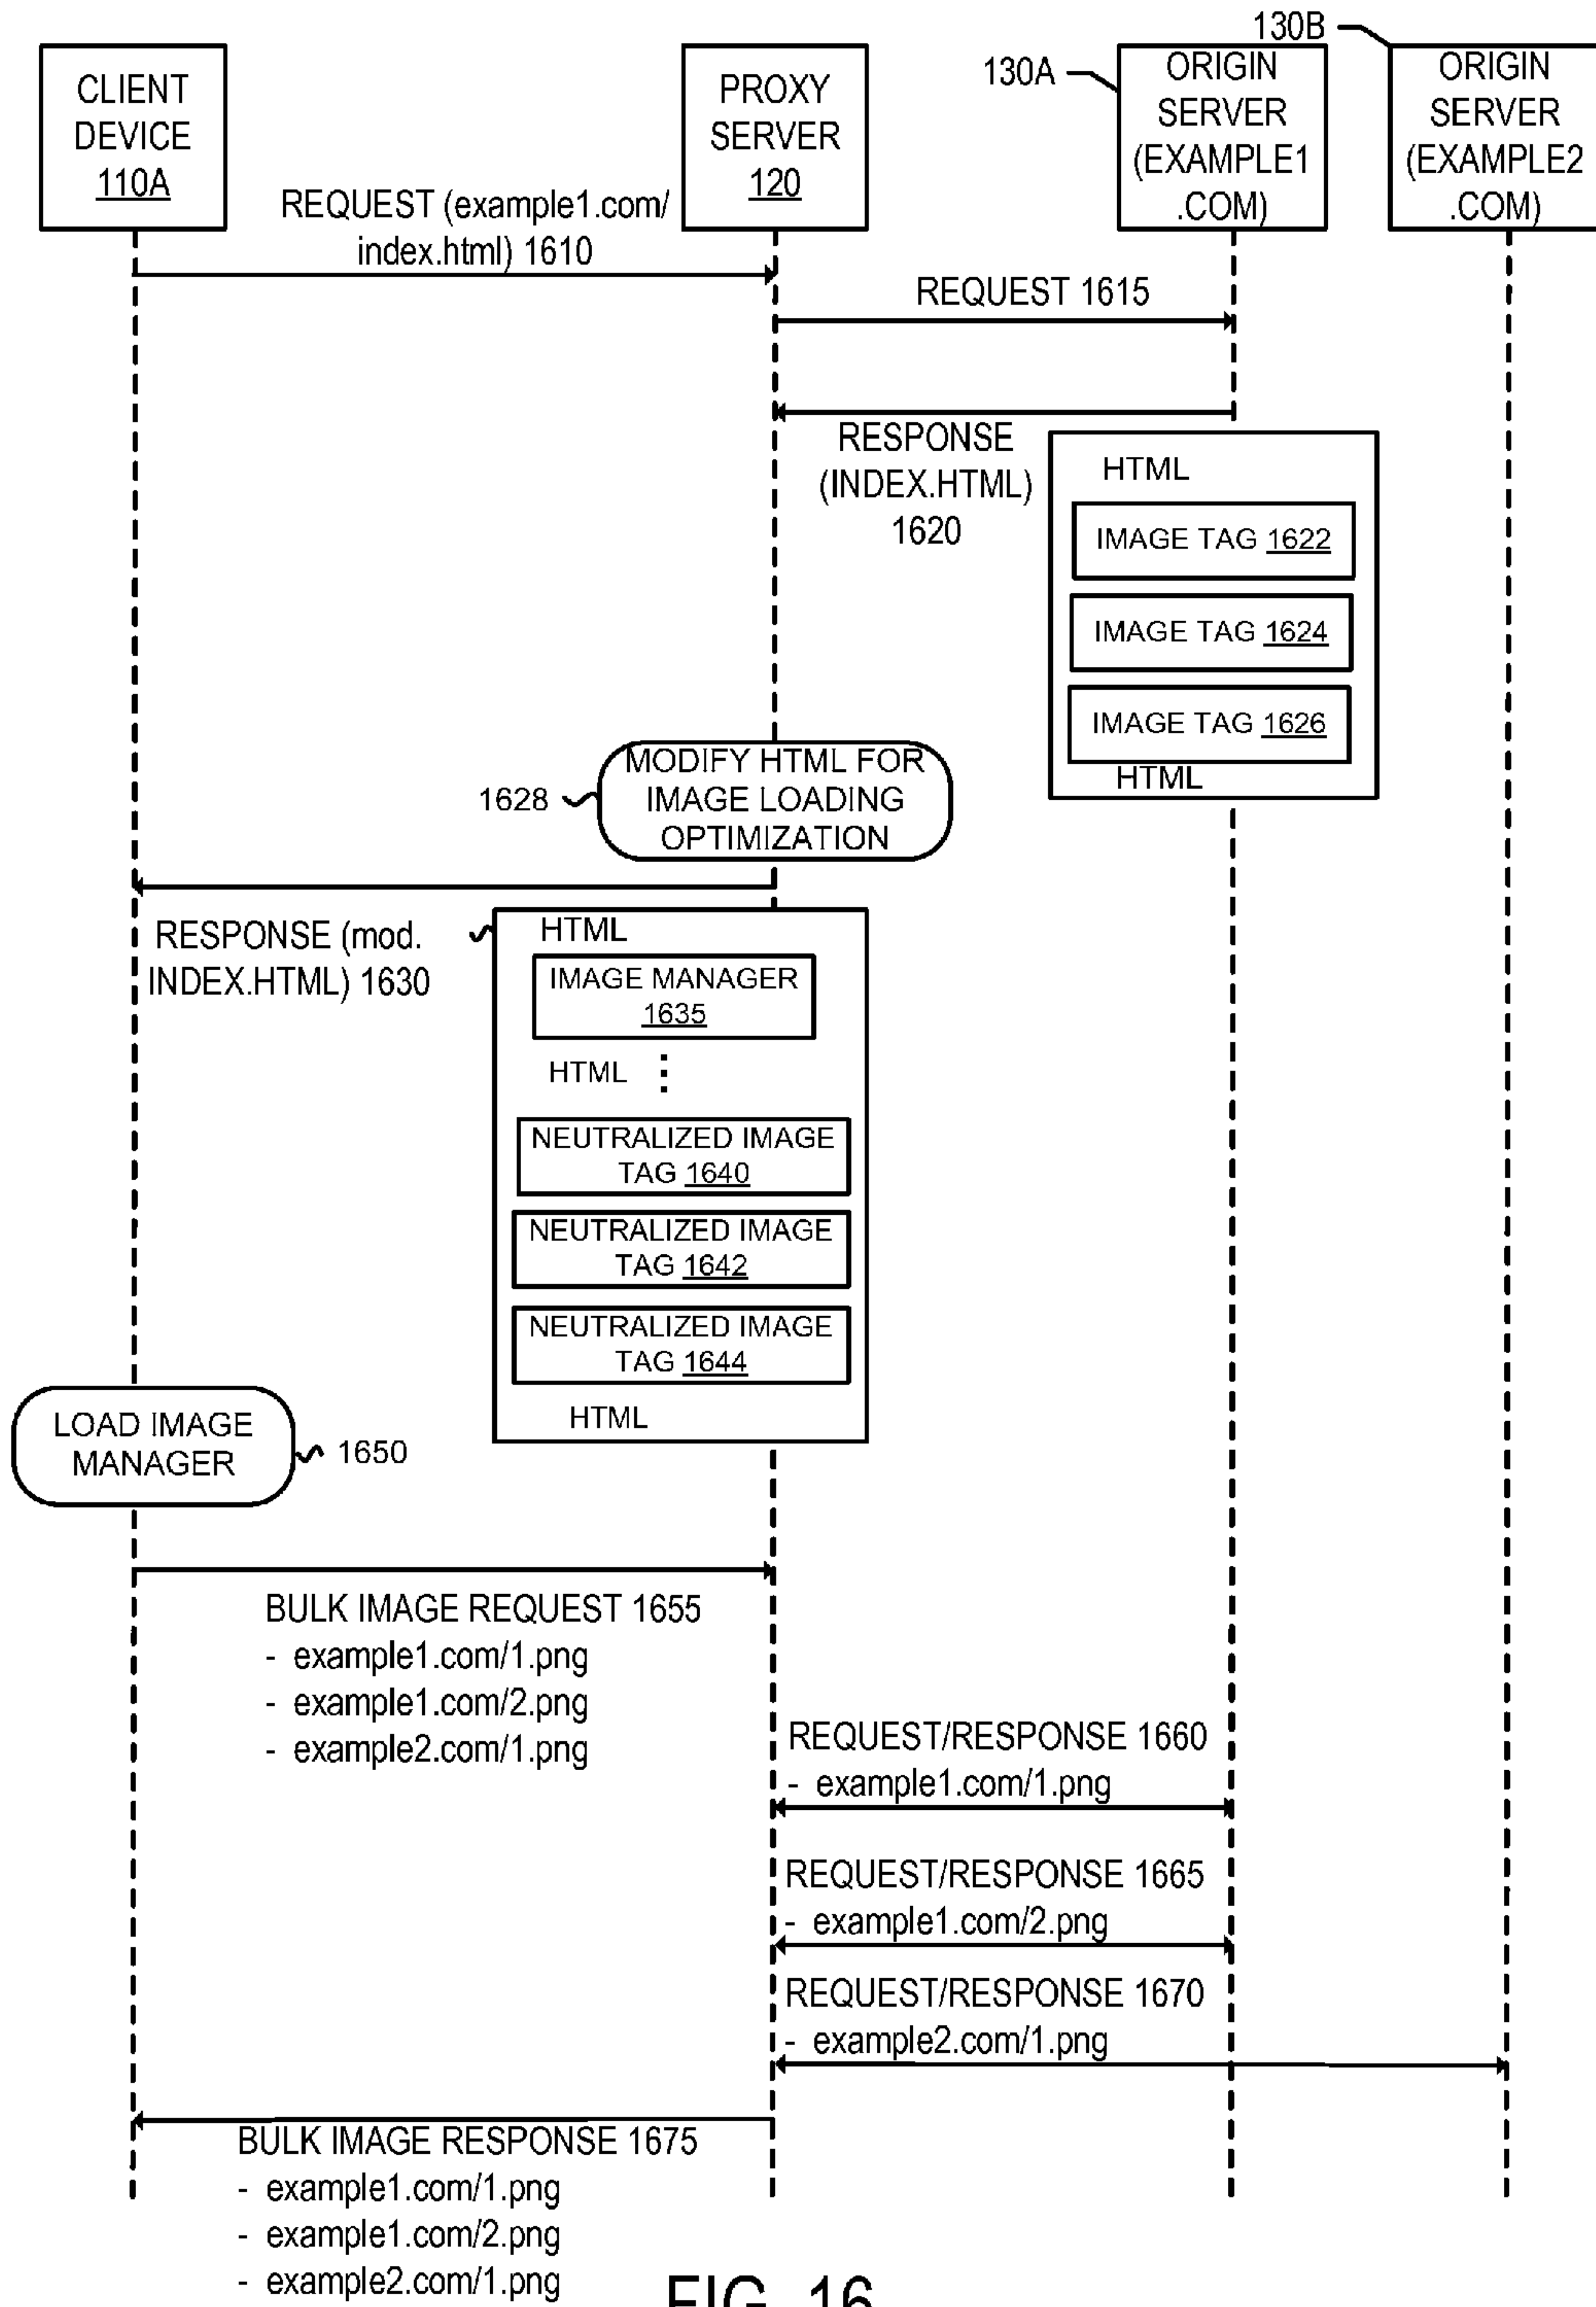 130B
CLIENT
DEVICE
110A
PROXY
SERVER
120
130A
ORIGIN
SERVER
(EXAMPLE1
.COM)
ORIGIN
SERVER
(EXAMPLE2
.COM)
REQUEST (example1.com/
index.html) 1610
REQUEST 1615
RESPONSE
(INDEX.HTML)
1620
HTML
IMAGE TAG 1622
IMAGE TAG 1624
IMAGE TAG 1626
HTML
1628
MODIFY HTML FOR
IMAGE LOADING
OPTIMIZATION
RESPONSE (mod.
INDEX.HTML) 1630
HTML
IMAGE MANAGER
1635
HTML
NEUTRALIZED IMAGE
TAG 1640
NEUTRALIZED IMAGE
TAG 1642
NEUTRALIZED IMAGE
TAG 1644
HTML
LOAD IMAGE
MANAGER
1650
BULK IMAGE REQUEST 1655
- example1.com/1.png
- example1.com/2.png
- example2.com/1.png
REQUEST/RESPONSE 1660
- example1.com/1.png
REQUEST/RESPONSE 1665
- example1.com/2.png
REQUEST/RESPONSE 1670
- example2.com/1.png
BULK IMAGE RESPONSE 1675
- example1.com/1.png
- example1.com/2.png
- example2.com/1.png
FIG. 16